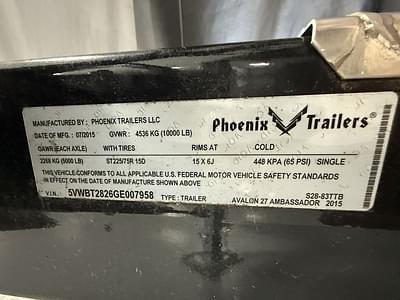 MANUFACTURED BY : PHOENIX TRAILERS LLC
DATE OF MFG: 07/2015 GVWR : 4536 KG (10000 LB)
Phoenix Trailers®
GAWR (EACH AXLE) WITH TIRES RIMS AT COLD
2268 KG (5000 LB) ST225/75R 15D 15 X 6J 448 KPA (65 PSI) SINGLE
THIS VEHICLE CONFORMS TO ALL APPLICABLE U.S. FEDERAL MOTOR VEHICLE SAFETY STANDARDS
IN EFFECT ON THE DATE OF MANUFACTURE SHOWN ABOVE. S28-83TTB
V.I.N.: 5VWBT2826GE007958 TYPE : TRAILER AVALON 27 AMBASSADOR 2015